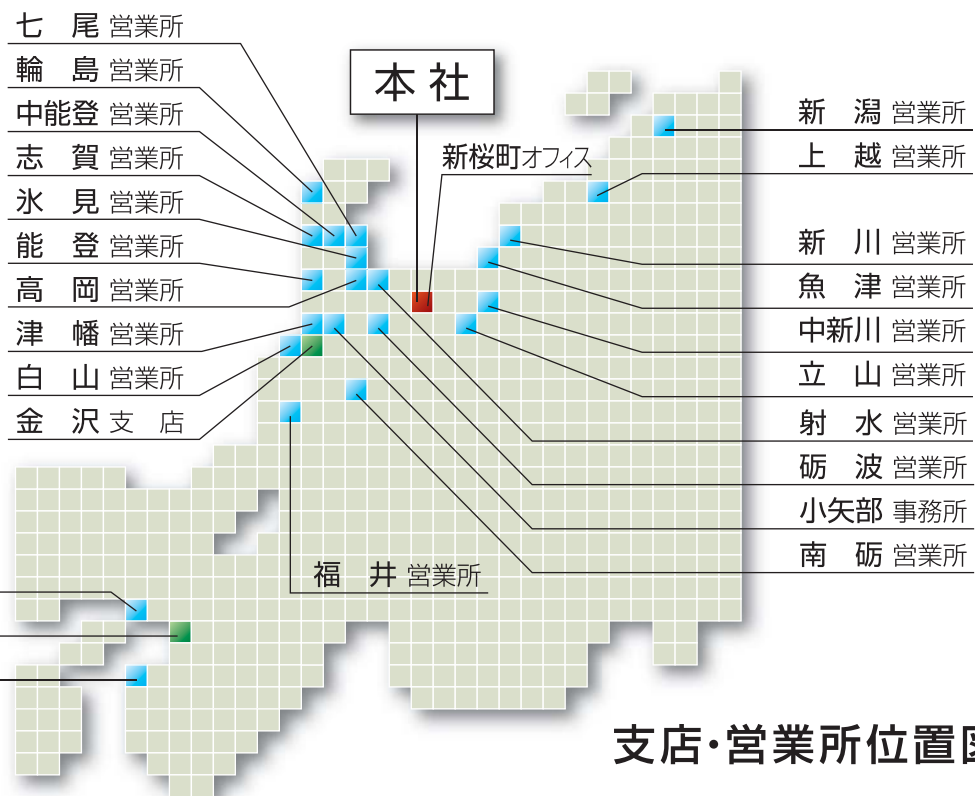 七尾 営業所
輪島 営業所
中能登 営業所
志賀 営業所
氷見 営業所
能登 営業所
高岡 営業所
津幡 営業所
白山 営業所
金沢 支店
本社
新桜町オフィス
新潟 営業所
上越 営業所
新川 営業所
魚津 営業所
中新川 営業所
立山 営業所
射水 営業所
砺波 営業所
小矢部 事務所
南砺 営業所
福井 営業所
支店・営業所位置図